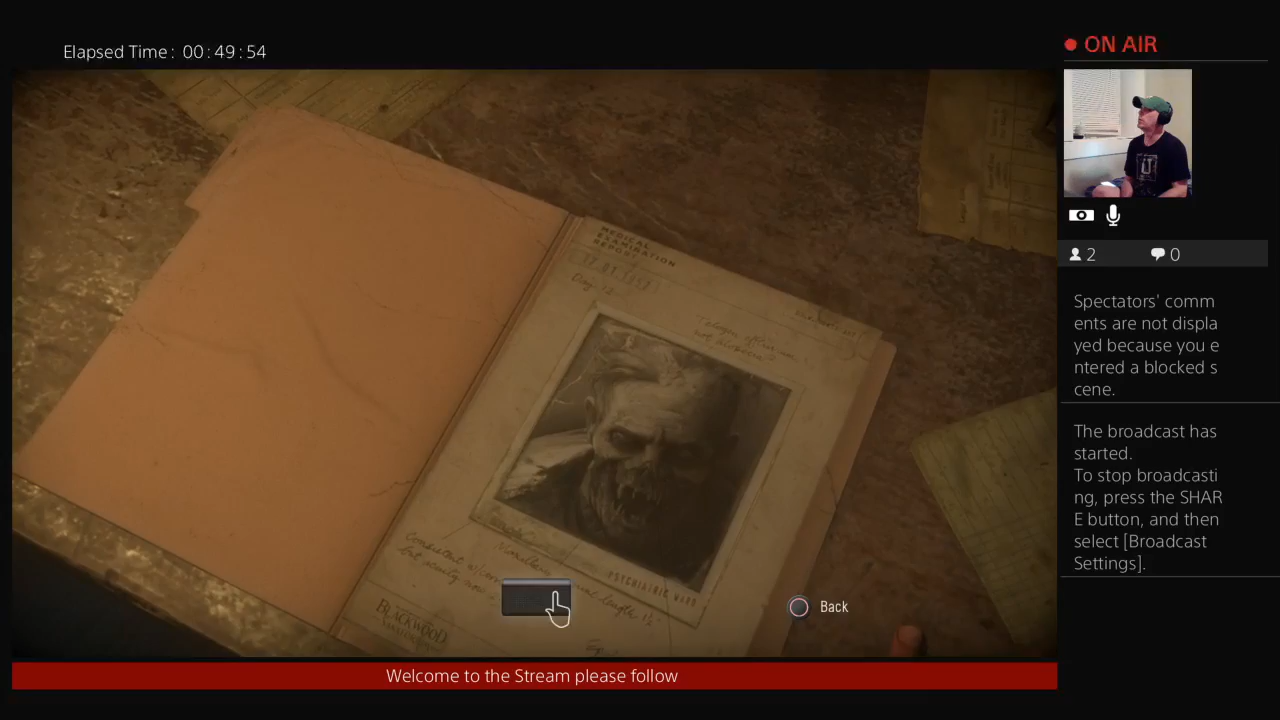 Elapsed Time: 00:49:54
ON AIR
MEDICAL
EXAMINATION
REPORT
PSYCHIATRIC WARD
BLACKWOOD
SANATORIUM
Back
2
0
Spectators' comm
ents are not displa
yed because you e
ntered a blocked s
cene.
The broadcast has
started.
To stop broadcasti
ng, press the SHAR
E button, and then
select [Broadcast
Settings].
Welcome to the Stream please follow